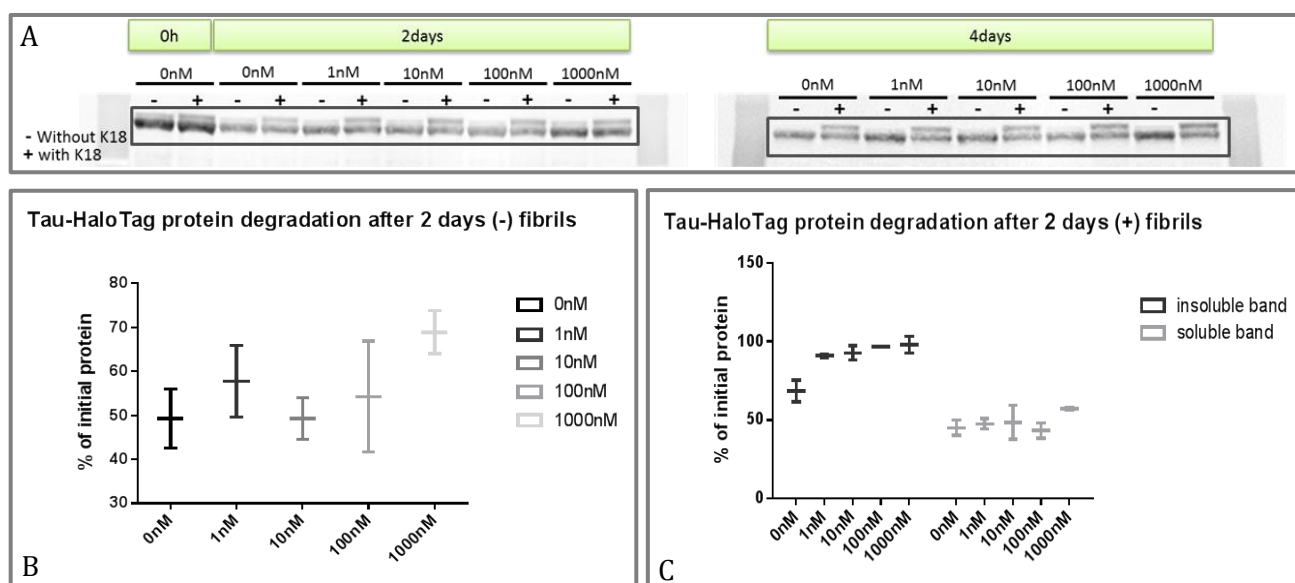 A
0h 2days 4days
0nM 0nM 1nM 10nM 100nM 1000nM 0nM 1nM 10nM 100nM 1000nM
- + - + - + - + - + - + - + - + - + - + -
- Without K18
+ with K18
Tau-HaloTag protein degradation after 2 days (-) fibrils
% of initial protein
80
70
60
50
40
30
0nM 1nM 10nM 100nM 1000nM
0nM
1nM
10nM
100nM
1000nM
B
Tau-HaloTag protein degradation after 2 days (+) fibrils
% of initial protein
150
100
50
0
0nM 1nM 10nM 100nM 1000nM 0nM 1nM 10nM 100nM 1000nM
insoluble band
soluble band
C